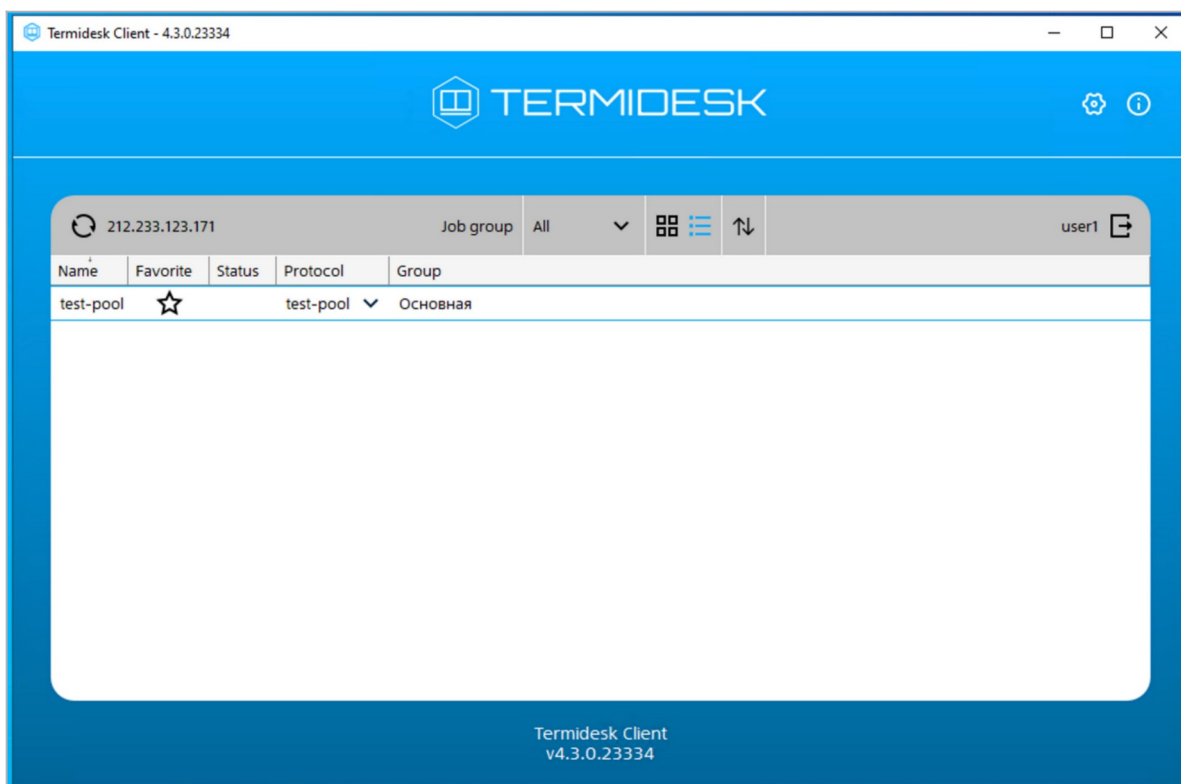 Termidesk Client - 4.3.0.23334
TERMIDESK
212.233.123.171 Job group All user1
Name Favorite Status Protocol Group
test-pool test-pool Основная
Termidesk Client
v4.3.0.23334